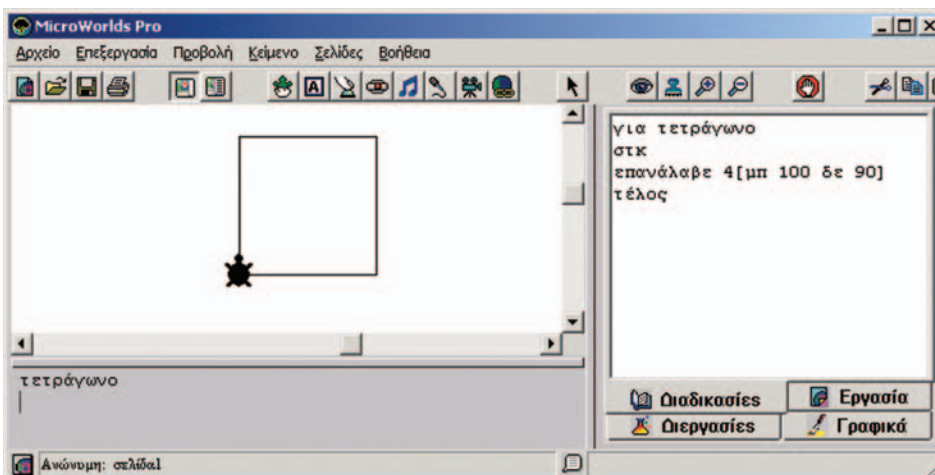 MicroWorlds Pro
Αρχείο Επεξεργασία Προβολή Κείμενο Σελίδες Βοήθεια
για τετράγωνο
στκ
επανάλαβε 4[μπ 100 δε 90]
τέλος
τετράγωνο
Διαδικασίες Εργασία
Διεργασίες Γραφικά
Ανώνυμη: σελίδα1